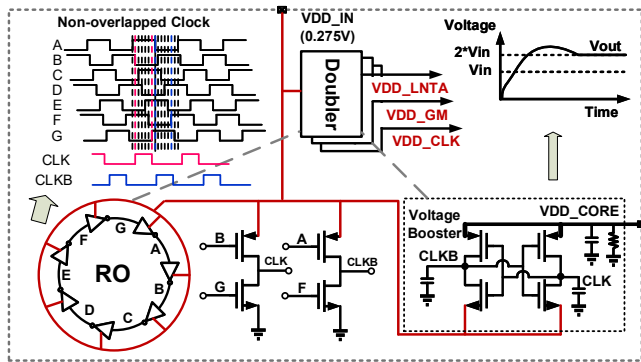 Non-overlapped Clock
A
B
C
D
E
F
G
CLK
CLKB
VDD_IN
(0.275V)
Doubler
VDD_LNTA
VDD_GM
VDD_CLK
Voltage
2*Vin
Vin
Vout
Time
RO
G
A
B
C
D
E
F
B
G
CLK
A
F
CLKB
Voltage
Booster
VDD_CORE
CLKB
CLK